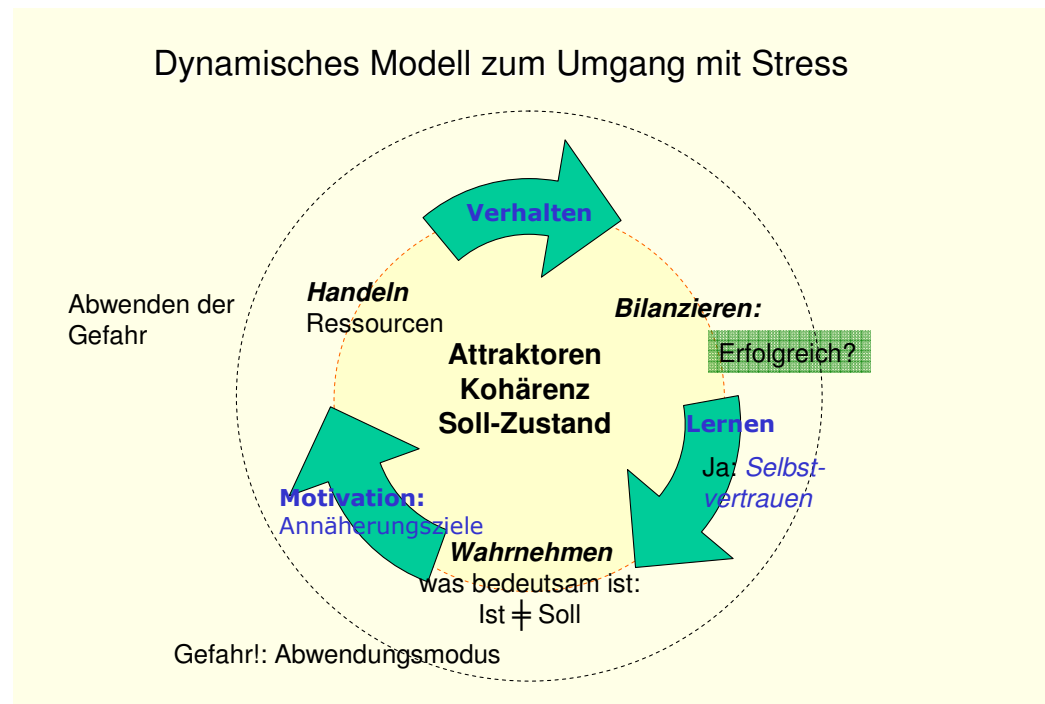 Dynamisches Modell zum Umgang mit Stress
Verhalten
Abwenden der
Gefahr
Handeln
Ressourcen
Bilanzieren:
Erfolgreich?
Attraktoren
Kohärenz
Soll-Zustand
Lernen
Ja: Selbst-
vertrauen
Motivation:
Annäherungsziele
Wahrnehmen
was bedeutsam ist:
Ist ╪ Soll
Gefahr!: Abwendungsmodus